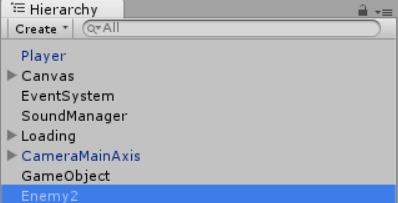 Hierarchy
Create All
Player
Canvas
EventSystem
SoundManager
Loading
CameraMainAxis
GameObject
Enemy2